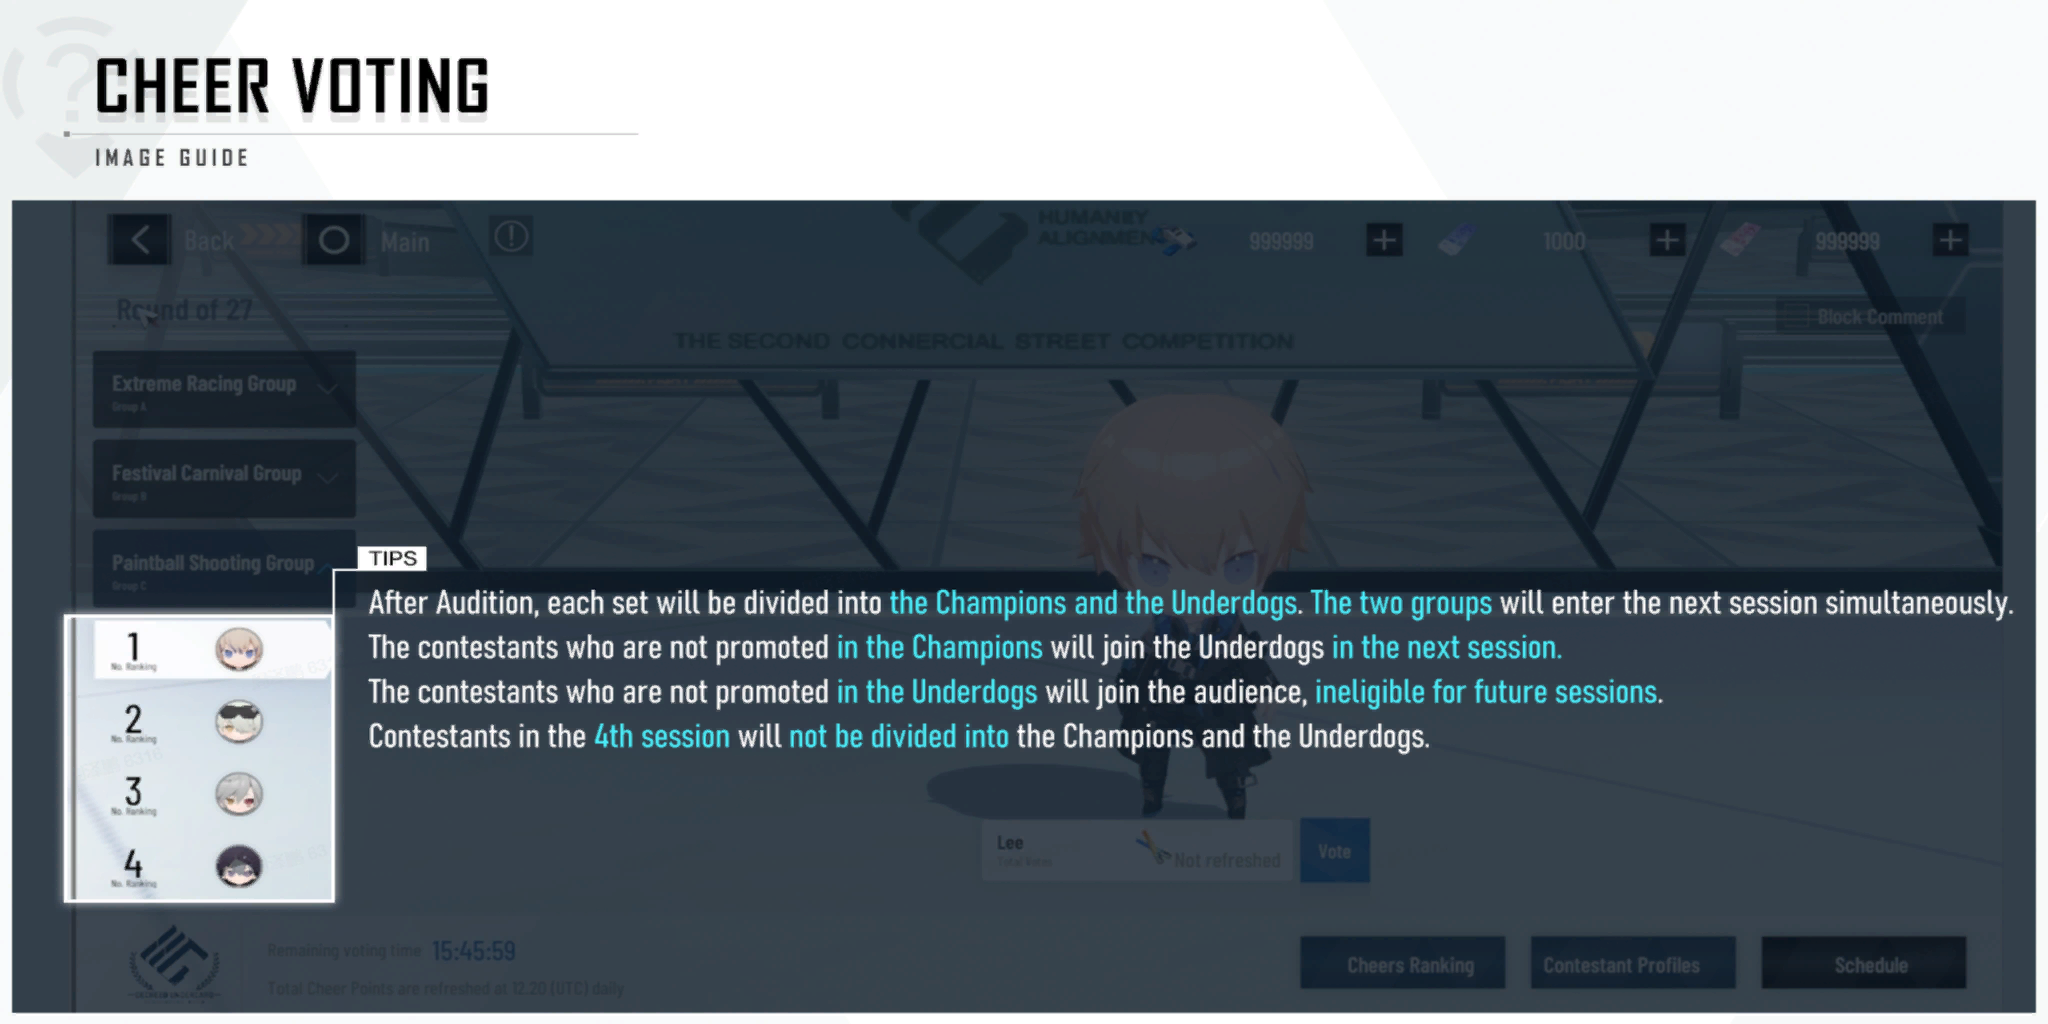 CHEER VOTING
IMAGE GUIDE
Back
Main
HUMANITY
ALIGNMEN
999999
1000
999999
Round of 27
Block Comment
THE SECOND CONNERCIAL STREET COMPETITION
Extreme Racing Group
Group A
Festival Carnival Group
Group B
Paintball Shooting Group
Group C
TIPS
After Audition, each set will be divided into the Champions and the Underdogs. The two groups will enter the next session simultaneously.
The contestants who are not promoted in the Champions will join the Underdogs in the next session.
The contestants who are not promoted in the Underdogs will join the audience, ineligible for future sessions.
Contestants in the 4th session will not be divided into the Champions and the Underdogs.
1
No. Ranking
2
No. Ranking
3
No. Ranking
4
No. Ranking
Lee
Not refreshed
Vote
Remaining voting time 15:45:59
Total Cheer Points are refreshed at 12.20 (UTC) daily
Cheers Ranking
Contestant Profiles
Schedule